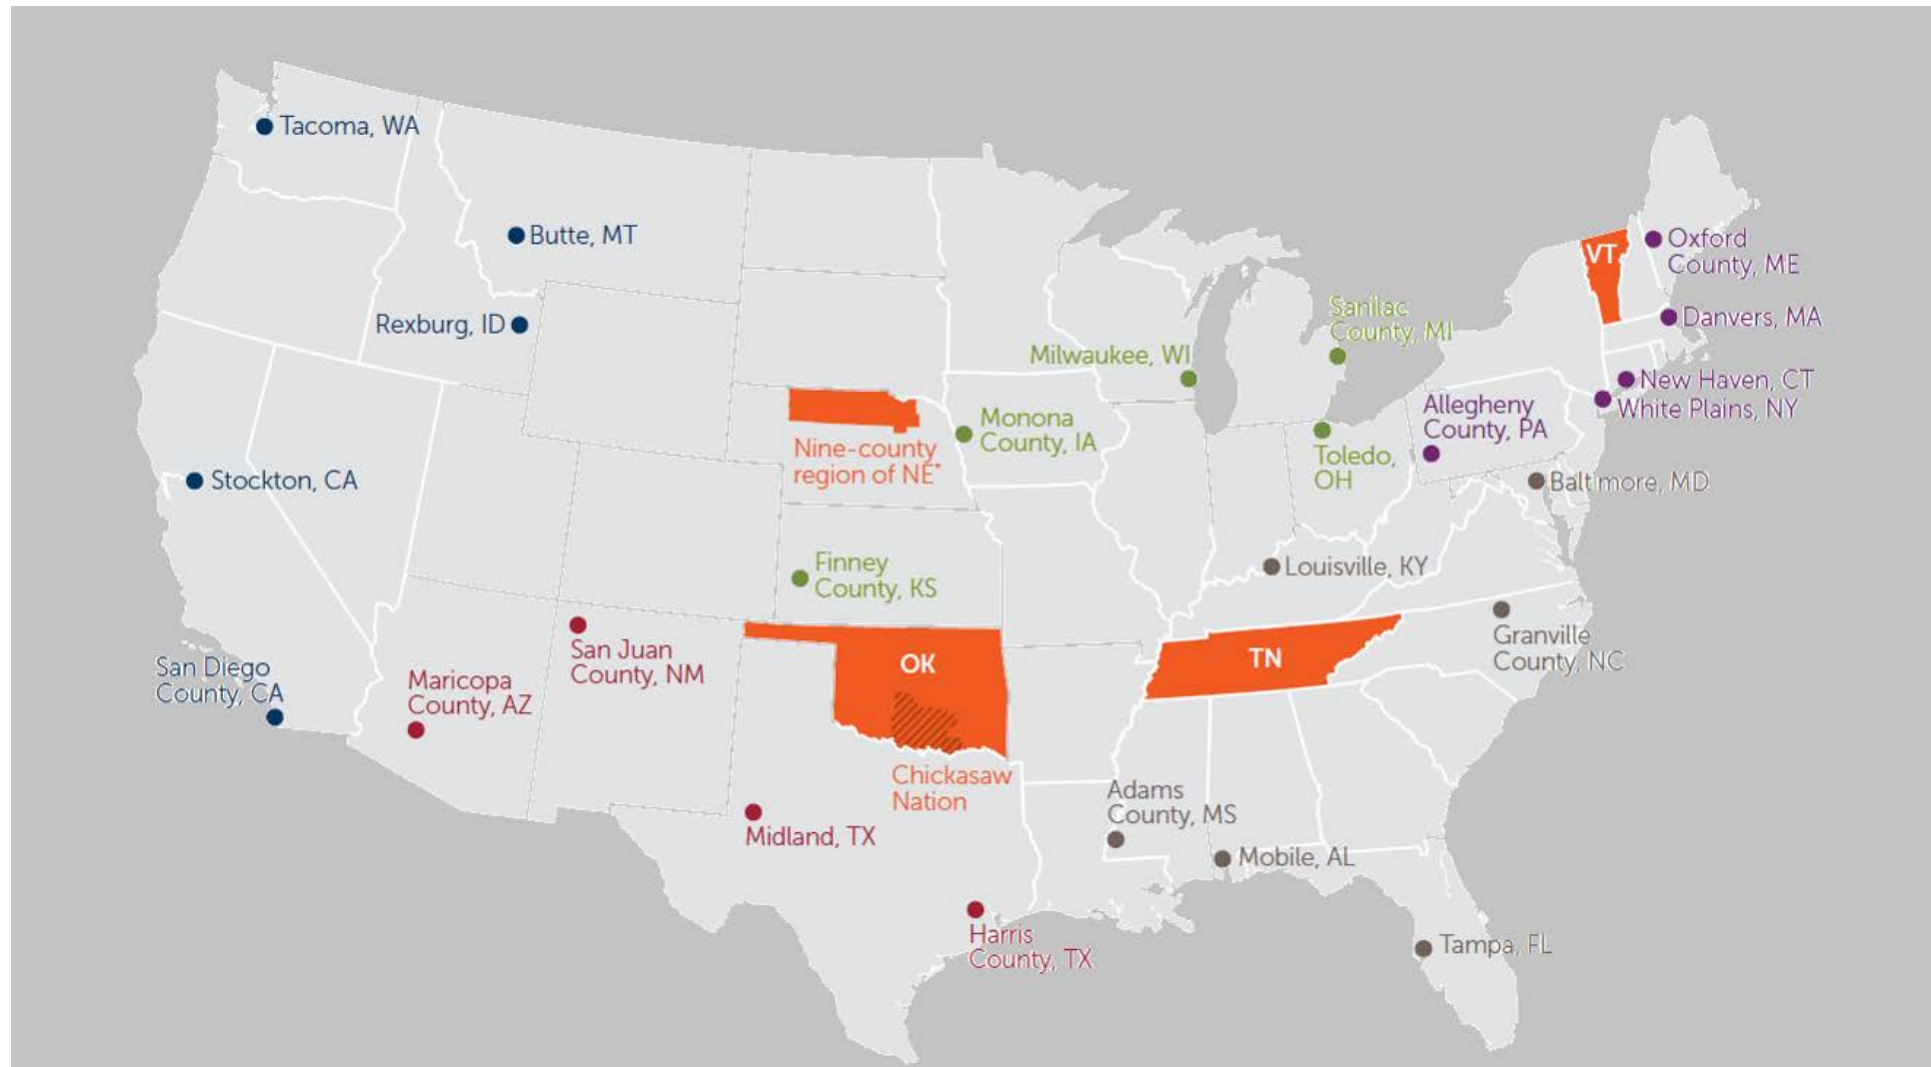 Tacoma, WA
Butte, MT
Rexburg, ID
Stockton, CA
San Diego
County, CA
Maricopa
County, AZ
San Juan
County, NM
Midland, TX
Harris
County, TX
Nine-county
region of NE*
Finney
County, KS
OK
Chickasaw
Nation
Monona
County, IA
Milwaukee, WI
Sanilac
County, MI
Toledo,
OH
Louisville, KY
TN
Adams
County, MS
Mobile, AL
Tampa, FL
Granville
County, NC
Baltimore, MD
Allegheny
County, PA
VT
Oxford
County, ME
Danvers, MA
New Haven, CT
White Plains, NY